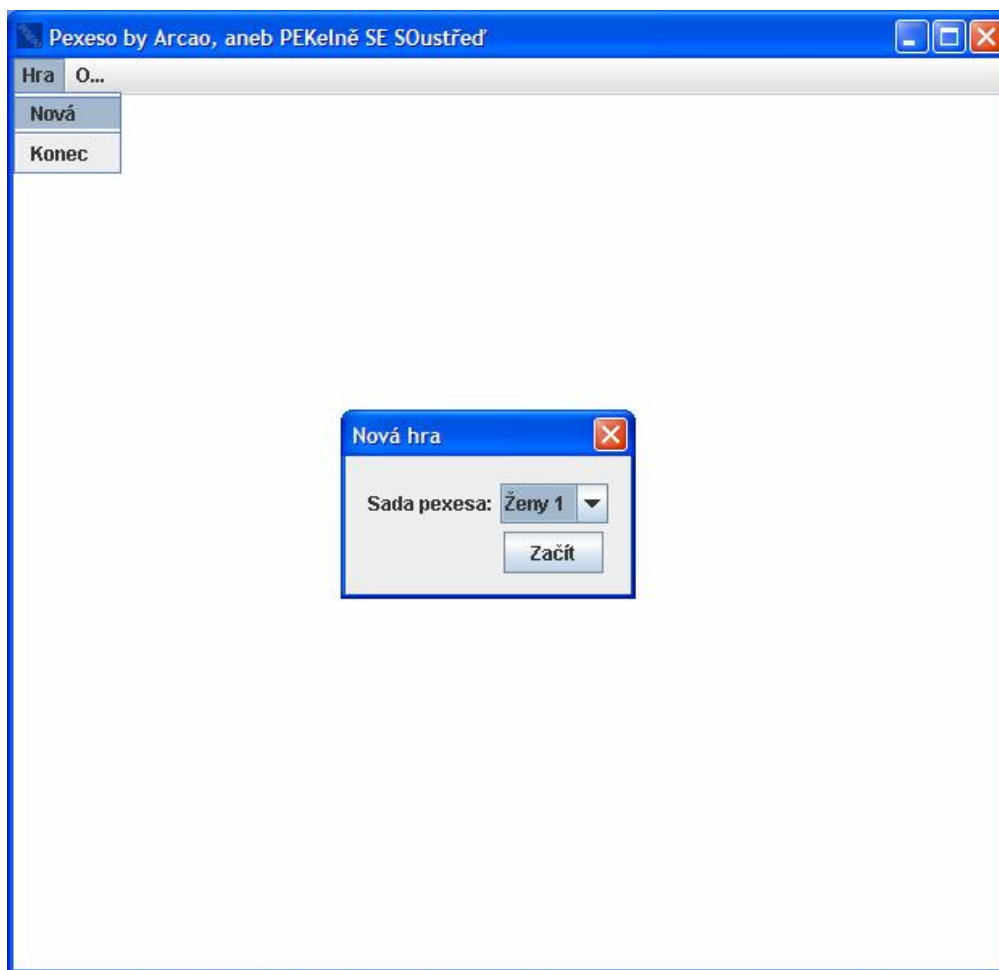 Pexeso by Arcao, aneb PEKelně SE SOustřeď
Hra O...
Nová
Konec
Nová hra
Sada pexesa: Ženy 1
Začít